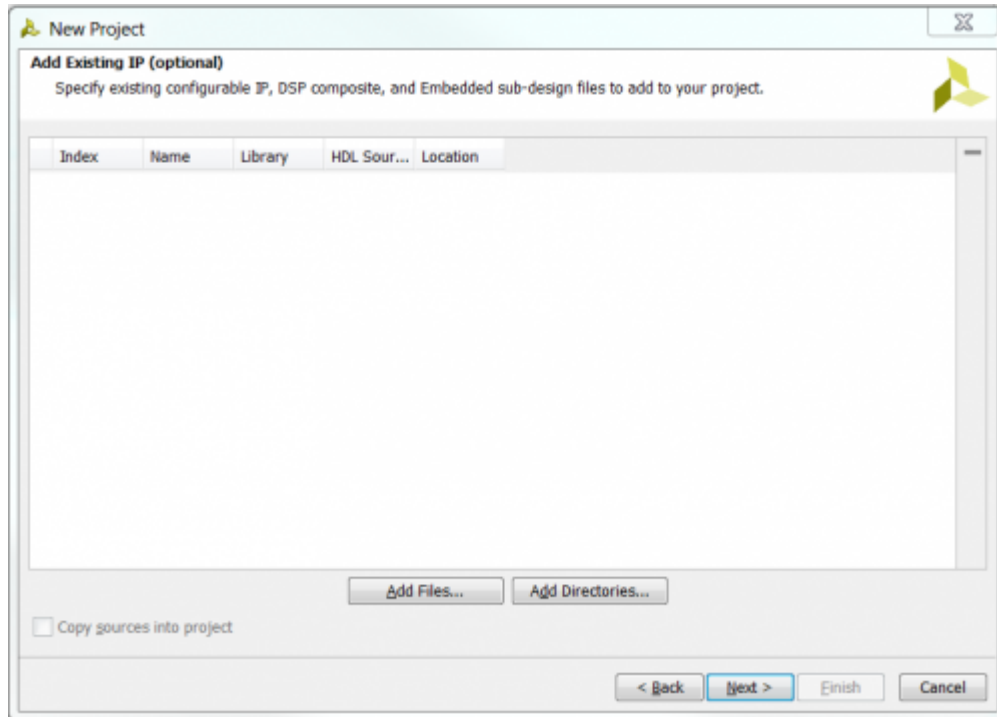 New Project
Add Existing IP (optional)
Specify existing configurable IP, DSP composite, and Embedded sub-design files to add to your project.
Index Name Library HDL Sour... Location
Add Files... Add Directories...
Copy sources into project
< Back Next > Finish Cancel